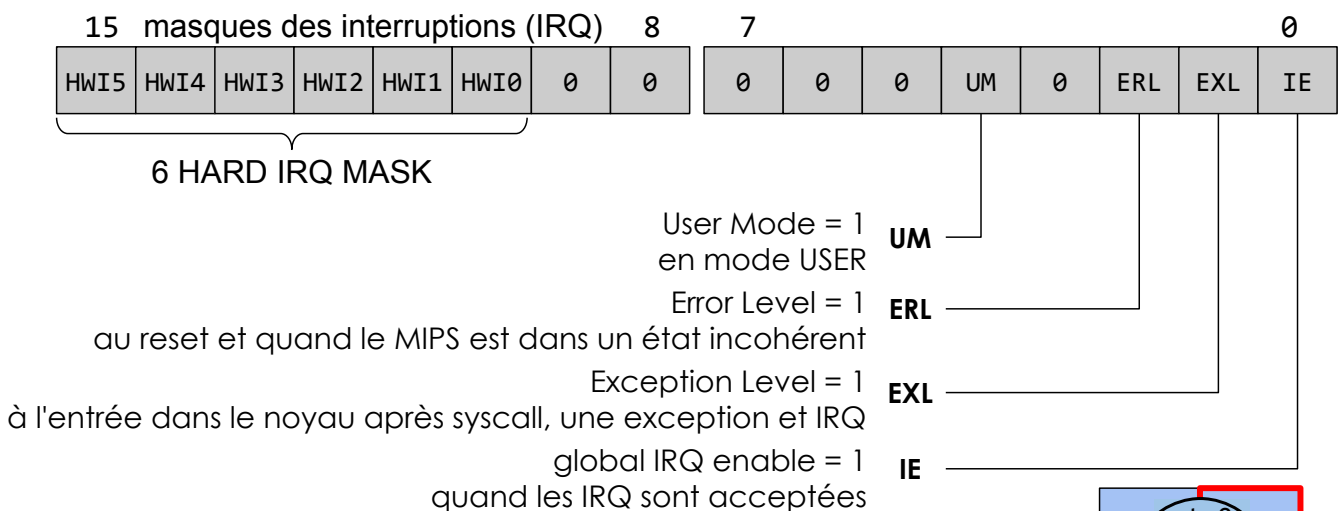 15 masques des interruptions (IRQ) 8 7 0
HWI5 HWI4 HWI3 HWI2 HWI1 HWI0 0 0 0 0 0 UM 0 ERL EXL IE
6 HARD IRQ MASK
User Mode = 1 UM
en mode USER
Error Level = 1 ERL
au reset et quand le MIPS est dans un état incohérent
Exception Level = 1 EXL
à l'entrée dans le noyau après syscall, une exception et IRQ
global IRQ enable = 1 IE
quand les IRQ sont acceptées